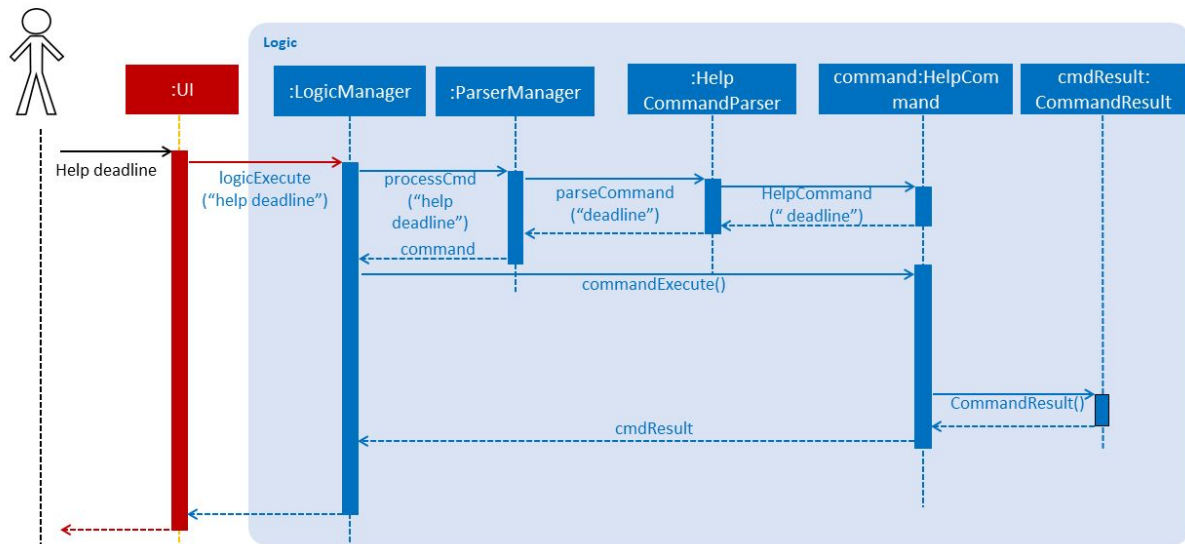 Logic
:UI
:LogicManager
:ParserManager
:Help
CommandParser
command:HelpCom
mand
cmdResult:
CommandResult
Help deadline
logicExecute
(“help deadline”)
processCmd
(“help
deadline”)
parseCommand
(“deadline”)
HelpCommand
(“ deadline”)
command
commandExecute()
CommandResult()
cmdResult